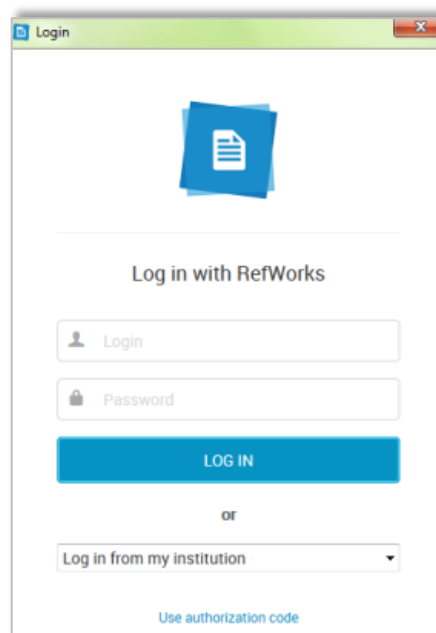 Login
Log in with RefWorks
Login
Password
LOG IN
or
Log in from my institution
Use authorization code